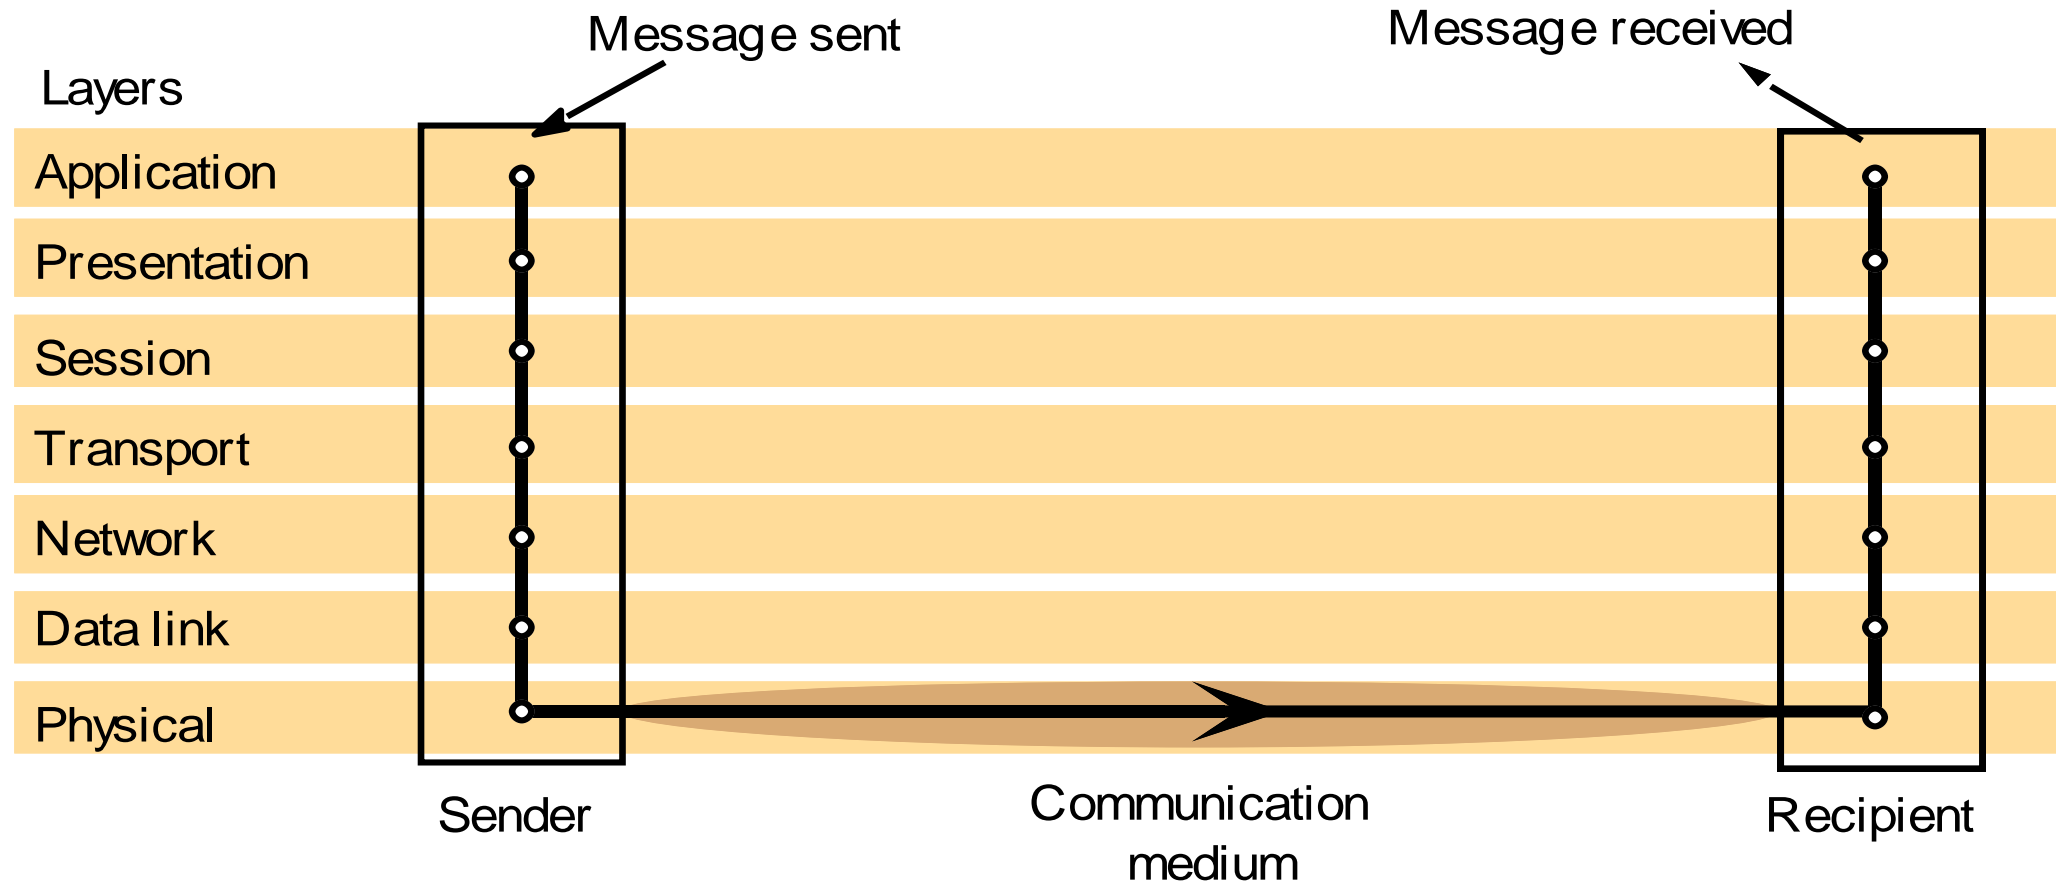 Message sent
Message received
Layers
Application
Presentation
Session
Transport
Network
Data link
Physical
Sender
Communication
medium
Recipient